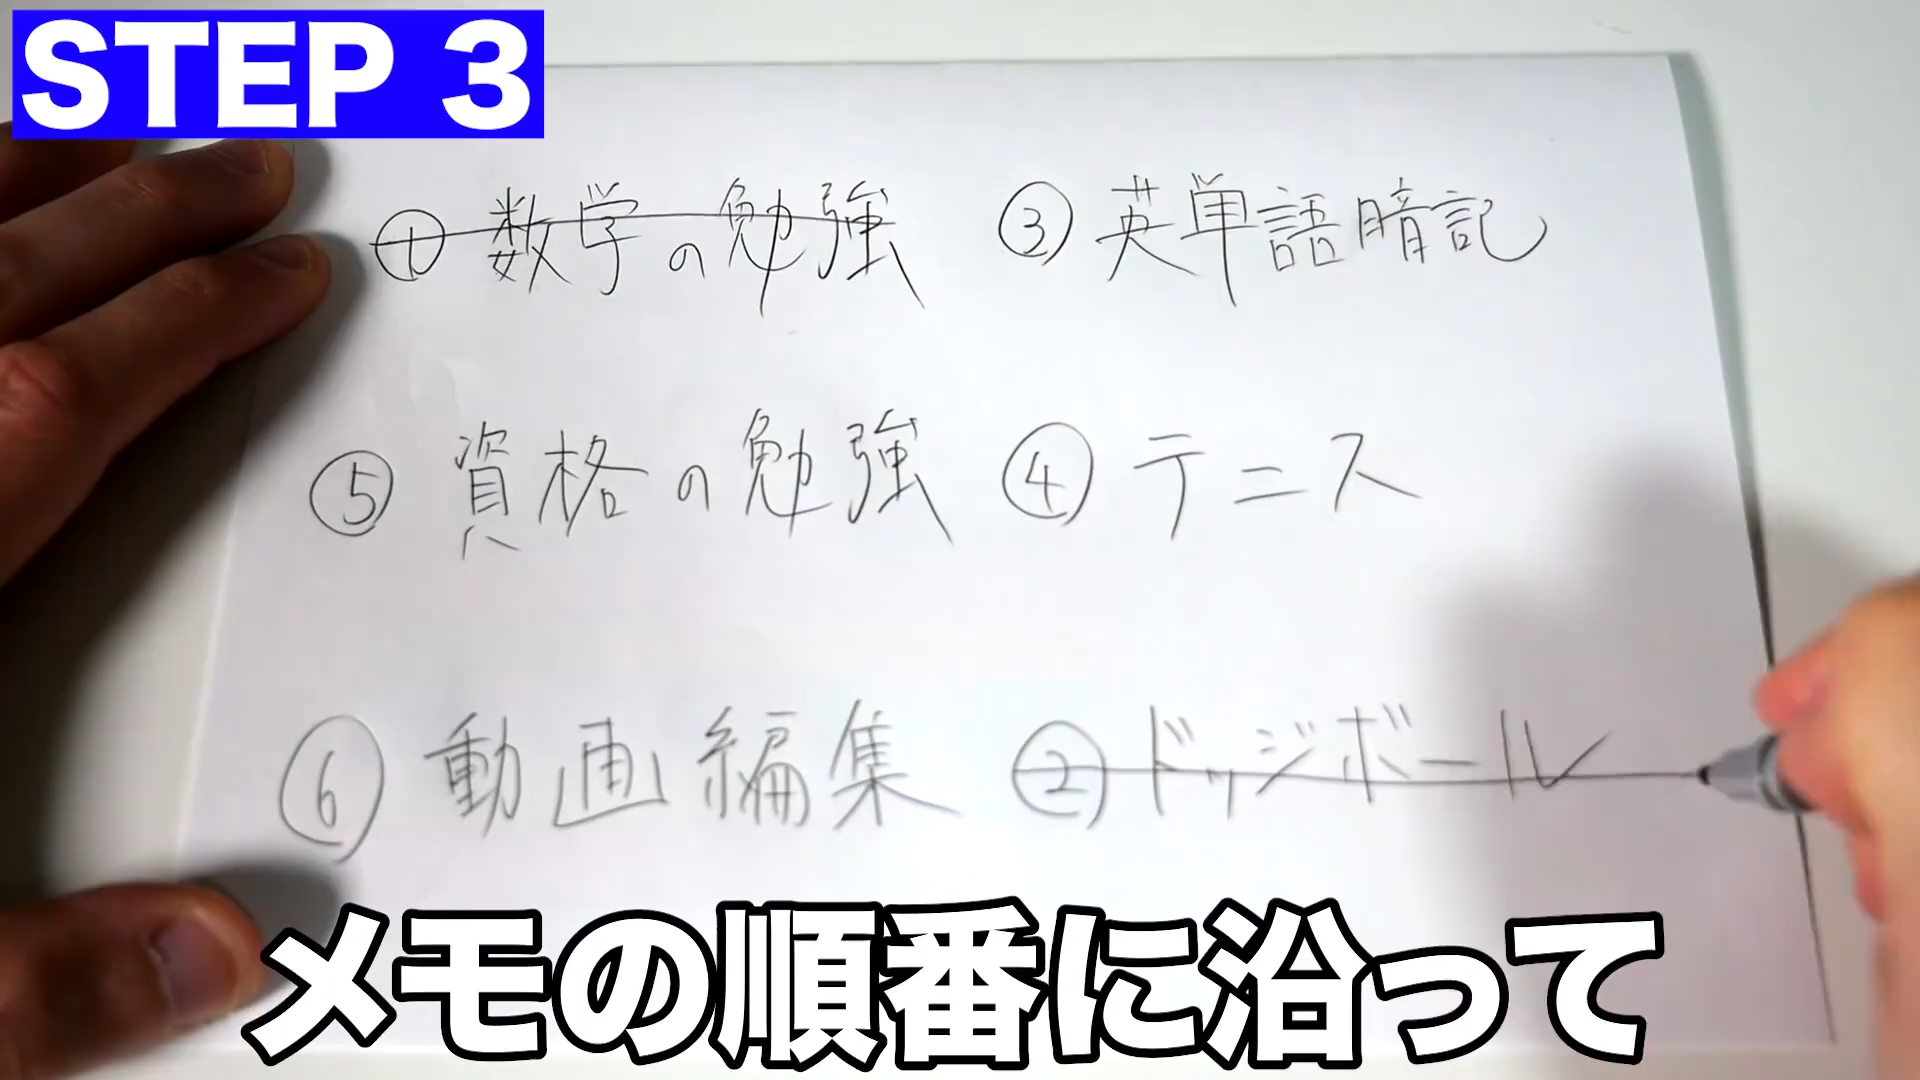 STEP 3
① 数学の勉強 ③ 英単語暗記
⑤ 資格の勉強 ④ テニス
⑥ 動画編集 ② ドッジボール
メモの順番に沿って